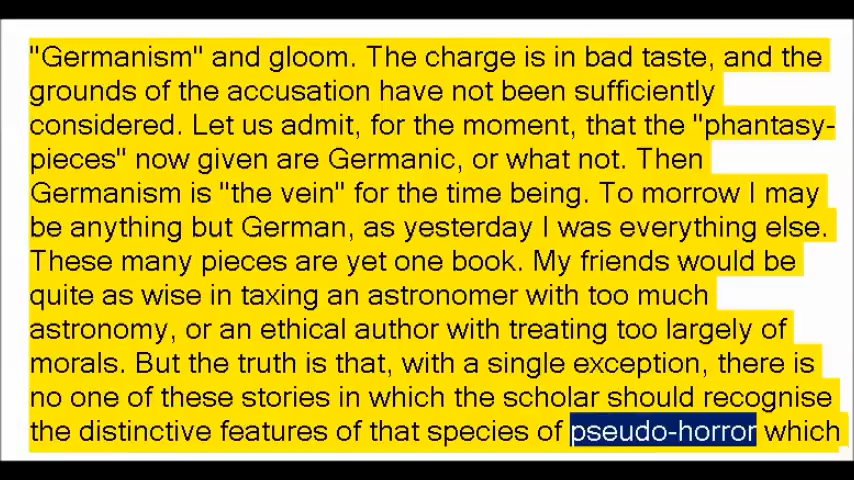 "Germanism" and gloom. The charge is in bad taste, and the
grounds of the accusation have not been sufficiently
considered. Let us admit, for the moment, that the "phantasy-
pieces" now given are Germanic, or what not. Then
Germanism is "the vein" for the time being. To morrow I may
be anything but German, as yesterday I was everything else.
These many pieces are yet one book. My friends would be
quite as wise in taxing an astronomer with too much
astronomy, or an ethical author with treating too largely of
morals. But the truth is that, with a single exception, there is
no one of these stories in which the scholar should recognise
the distinctive features of that species of pseudo-horror which